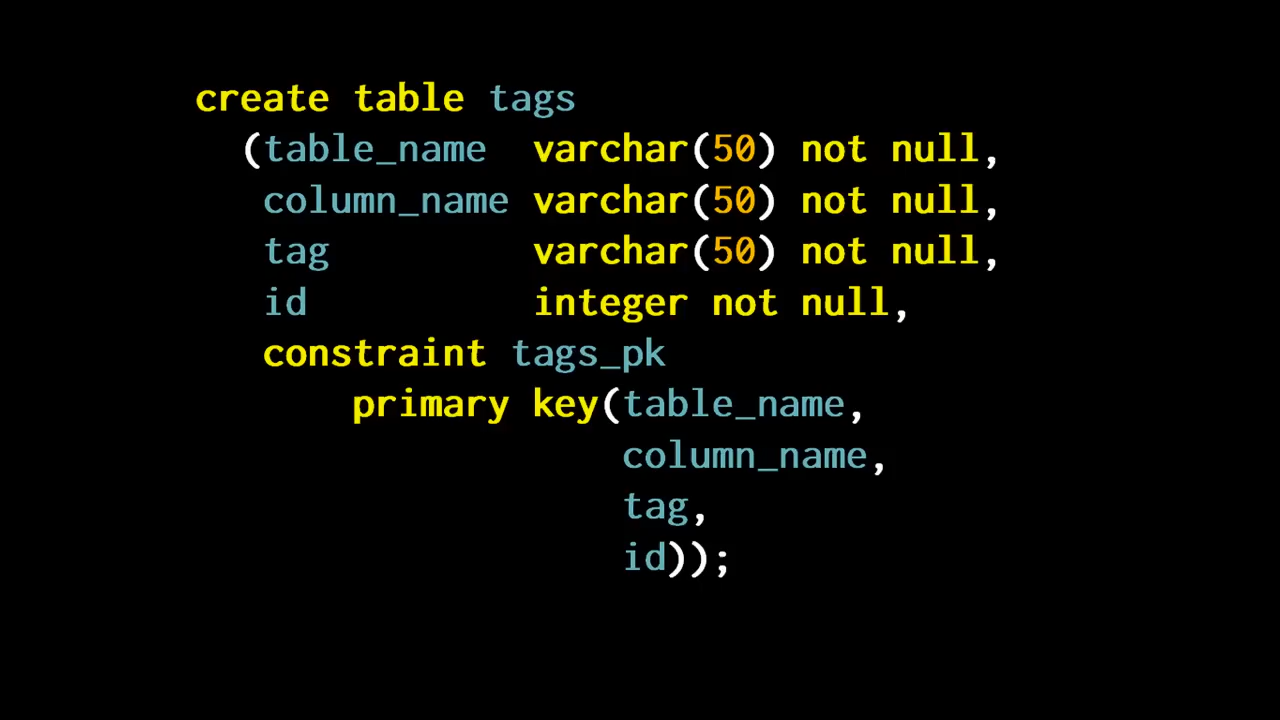 create table tags
(table_name varchar(50) not null,
column_name varchar(50) not null,
tag varchar(50) not null,
id integer not null,
constraint tags_pk
primary key(table_name,
column_name,
tag,
id));